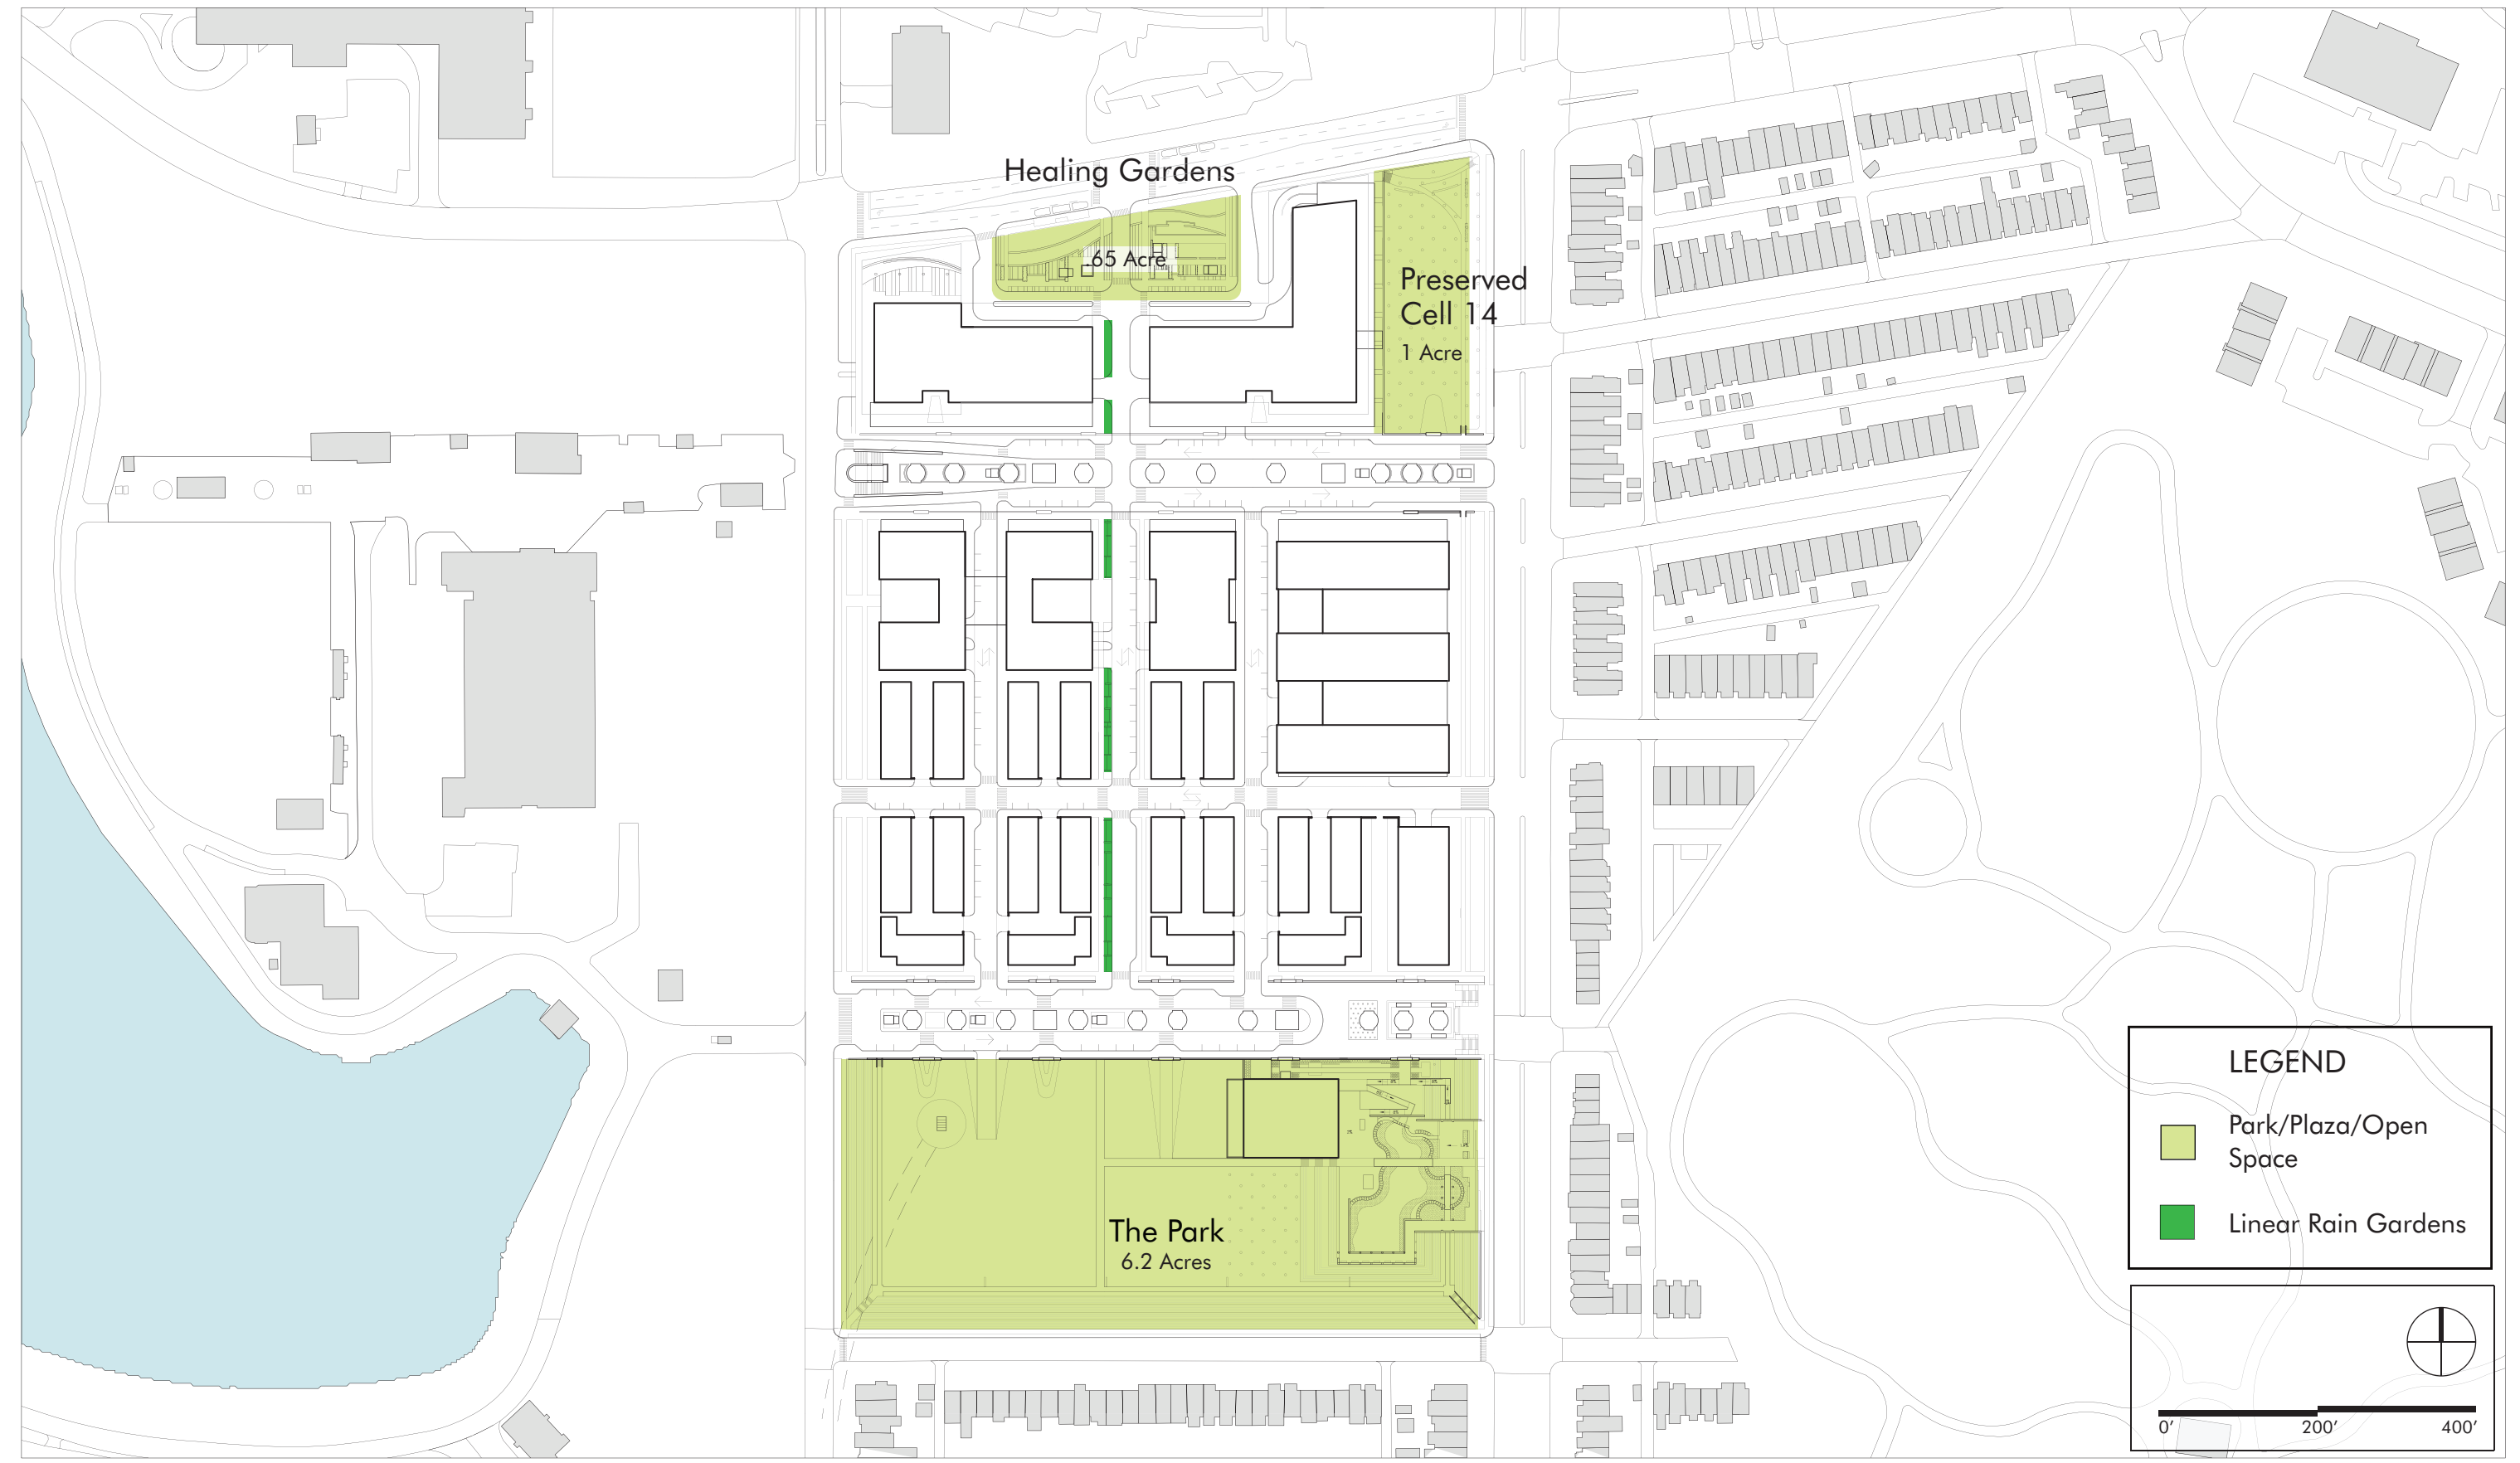 Healing Gardens
.65 Acre
Preserved
Cell 14
1 Acre
The Park
6.2 Acres
LEGEND
Park/Plaza/Open
Space
Linear Rain Gardens
0'
200'
400'